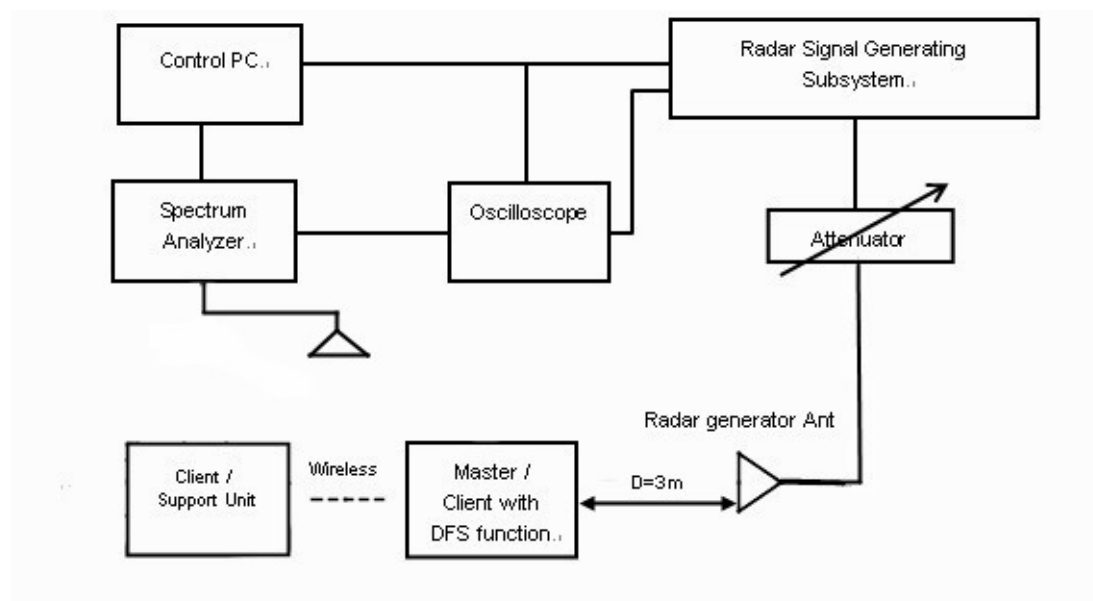 Control PC.
Radar Signal Generating
Subsystem.
Spectrum
Analyzer..
Oscilloscope
Attenuator
Radar generator Ant
Client /
Support Unit
Wireless
Master /
Client with
DFS function..
D=3m